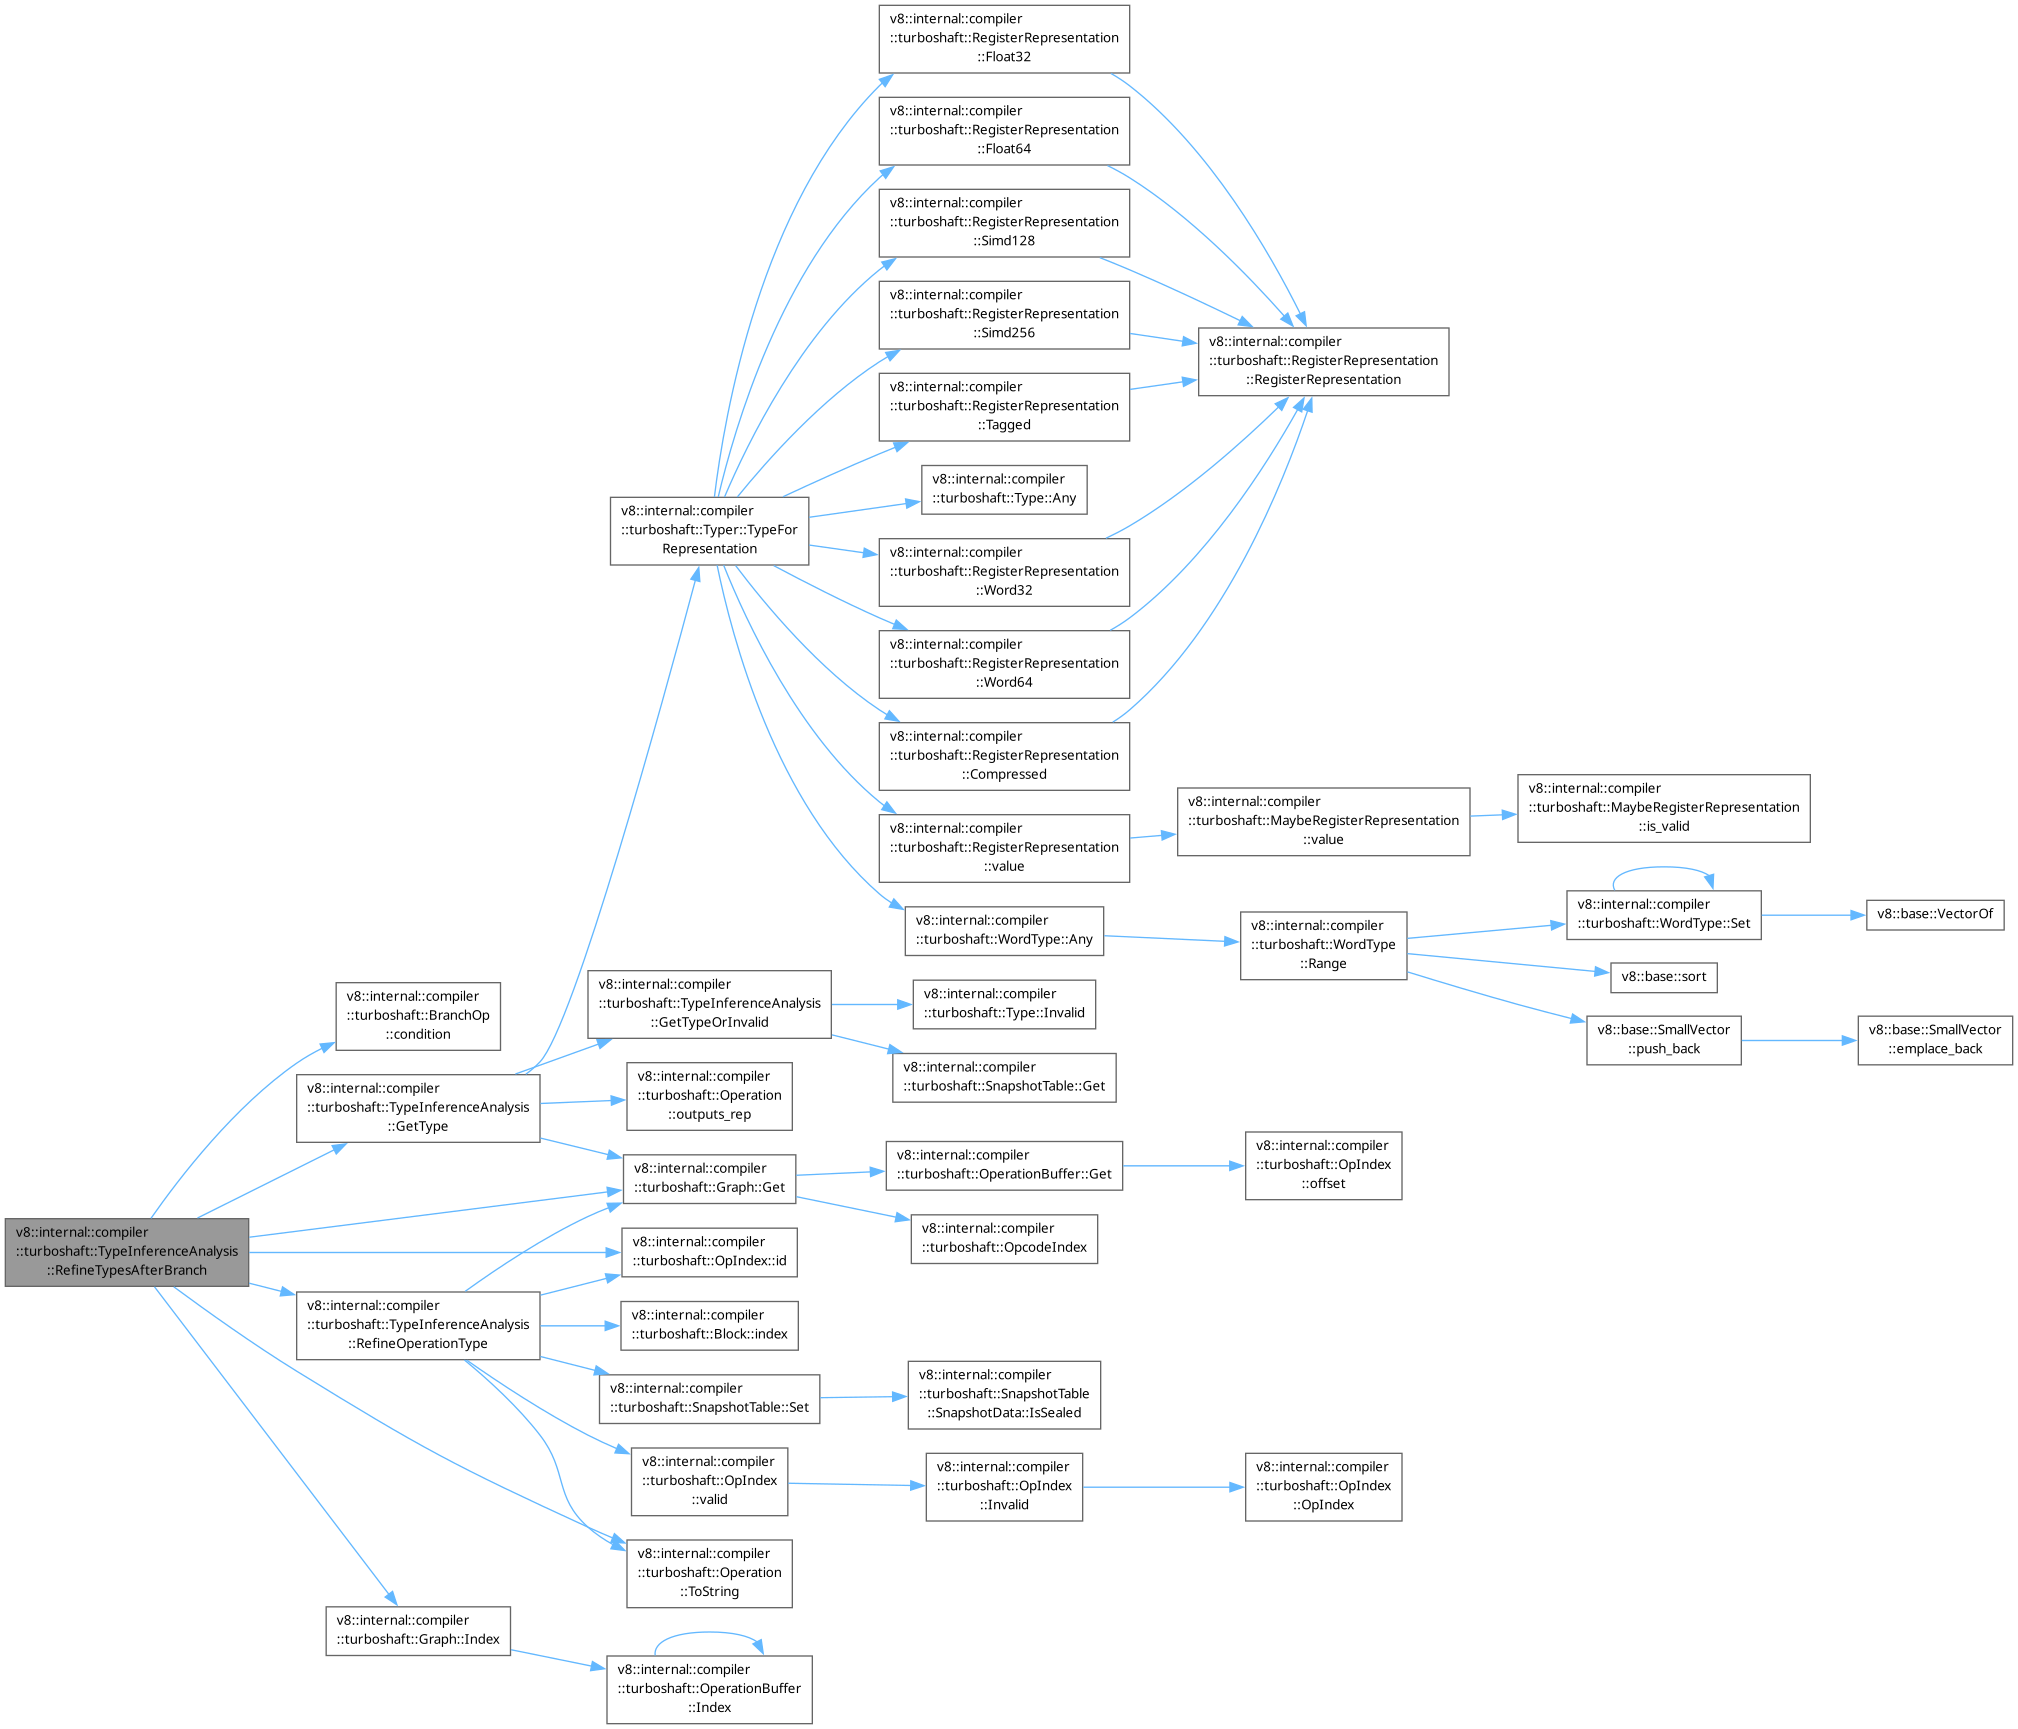 v8::internal::compiler
::turboshaft::RegisterRepresentation
::Float32
v8::internal::compiler
::turboshaft::RegisterRepresentation
::Float64
v8::internal::compiler
::turboshaft::RegisterRepresentation
::Simd128
v8::internal::compiler
::turboshaft::RegisterRepresentation
::Simd256
v8::internal::compiler
::turboshaft::RegisterRepresentation
::RegisterRepresentation
v8::internal::compiler
::turboshaft::RegisterRepresentation
::Tagged
v8::internal::compiler
::turboshaft::Type::Any
v8::internal::compiler
::turboshaft::Typer::TypeFor
Representation
v8::internal::compiler
::turboshaft::RegisterRepresentation
::Word32
v8::internal::compiler
::turboshaft::RegisterRepresentation
::Word64
v8::internal::compiler
::turboshaft::RegisterRepresentation
::Compressed
v8::internal::compiler
::turboshaft::RegisterRepresentation
::value
v8::internal::compiler
::turboshaft::MaybeRegisterRepresentation
::value
v8::internal::compiler
::turboshaft::MaybeRegisterRepresentation
::is_valid
v8::internal::compiler
::turboshaft::WordType::Any
v8::internal::compiler
::turboshaft::WordType
::Range
v8::internal::compiler
::turboshaft::WordType::Set
v8::base::VectorOf
v8::base::sort
v8::base::SmallVector
::push_back
v8::base::SmallVector
::emplace_back
v8::internal::compiler
::turboshaft::BranchOp
::condition
v8::internal::compiler
::turboshaft::TypeInferenceAnalysis
::GetTypeOrInvalid
v8::internal::compiler
::turboshaft::Type::Invalid
v8::internal::compiler
::turboshaft::SnapshotTable::Get
v8::internal::compiler
::turboshaft::TypeInferenceAnalysis
::GetType
v8::internal::compiler
::turboshaft::Operation
::outputs_rep
v8::internal::compiler
::turboshaft::Graph::Get
v8::internal::compiler
::turboshaft::OperationBuffer::Get
v8::internal::compiler
::turboshaft::OpIndex
::offset
v8::internal::compiler
::turboshaft::OpcodeIndex
v8::internal::compiler
::turboshaft::TypeInferenceAnalysis
::RefineTypesAfterBranch
v8::internal::compiler
::turboshaft::OpIndex::id
v8::internal::compiler
::turboshaft::TypeInferenceAnalysis
::RefineOperationType
v8::internal::compiler
::turboshaft::Block::index
v8::internal::compiler
::turboshaft::SnapshotTable::Set
v8::internal::compiler
::turboshaft::SnapshotTable
::SnapshotData::IsSealed
v8::internal::compiler
::turboshaft::OpIndex
::valid
v8::internal::compiler
::turboshaft::OpIndex
::Invalid
v8::internal::compiler
::turboshaft::OpIndex
::OpIndex
v8::internal::compiler
::turboshaft::Operation
::ToString
v8::internal::compiler
::turboshaft::Graph::Index
v8::internal::compiler
::turboshaft::OperationBuffer
::Index